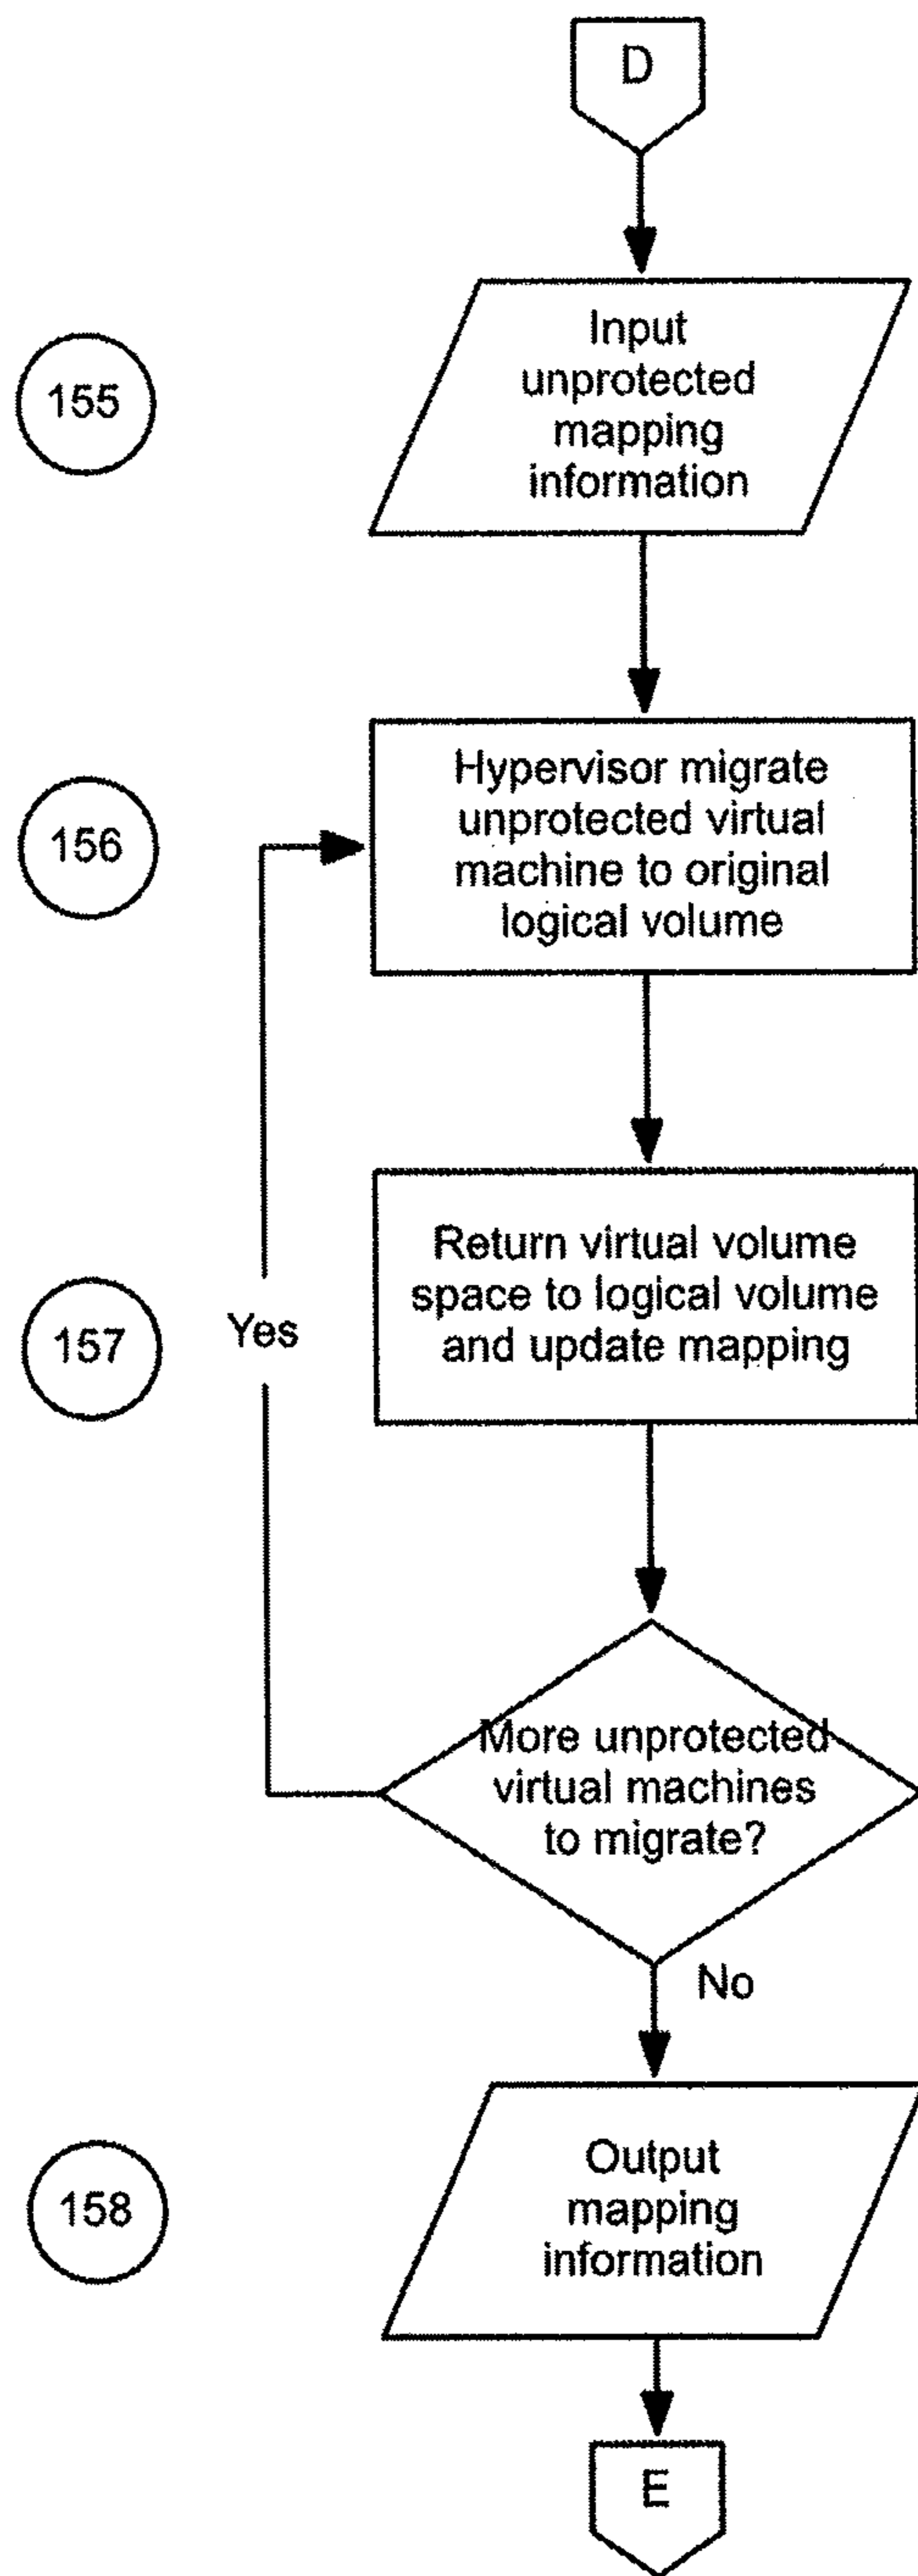 D
155
Input
unprotected
mapping
information
156
Hypervisor migrate
unprotected virtual
machine to original
logical volume
157
Yes
Return virtual volume
space to logical volume
and update mapping
More unprotected
virtual machines
to migrate?
No
158
Output
mapping
information
E